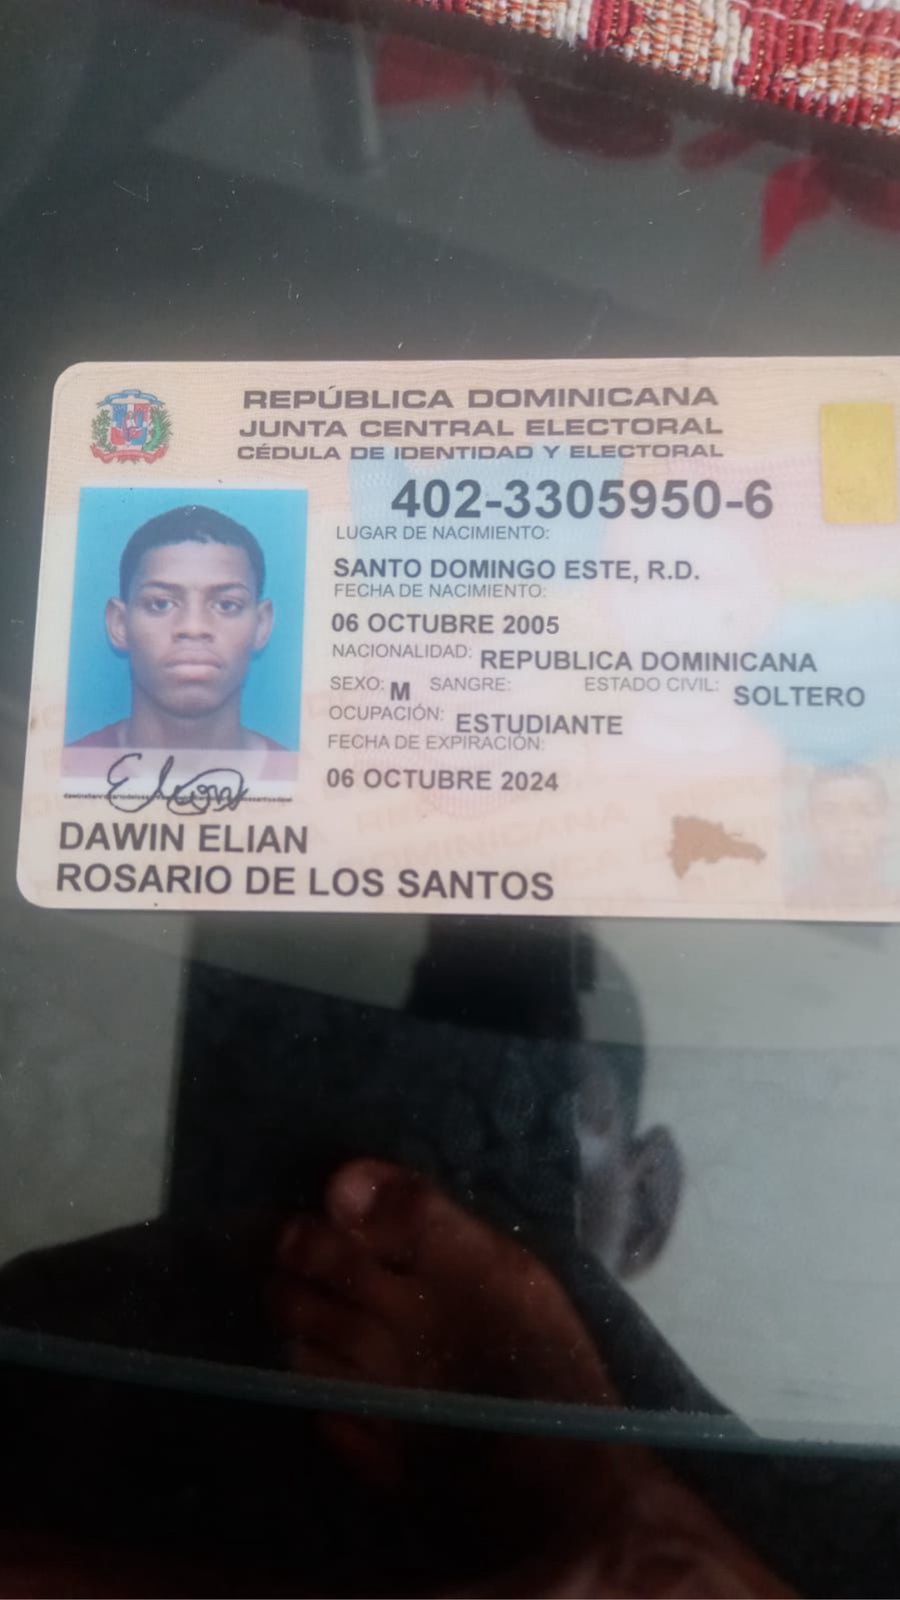 REPÚBLICA DOMINICANA
JUNTA CENTRAL ELECTORAL
CÉDULA DE IDENTIDAD Y ELECTORAL
402-3305950-6
LUGAR DE NACIMIENTO:
SANTO DOMINGO ESTE, R.D.
FECHA DE NACIMIENTO:
06 OCTUBRE 2005
NACIONALIDAD: REPUBLICA DOMINICANA
SEXO: M SANGRE: ESTADO CIVIL: SOLTERO
OCUPACIÓN: ESTUDIANTE
FECHA DE EXPIRACIÓN:
06 OCTUBRE 2024
Elian
DAWIN ELIAN
ROSARIO DE LOS SANTOS